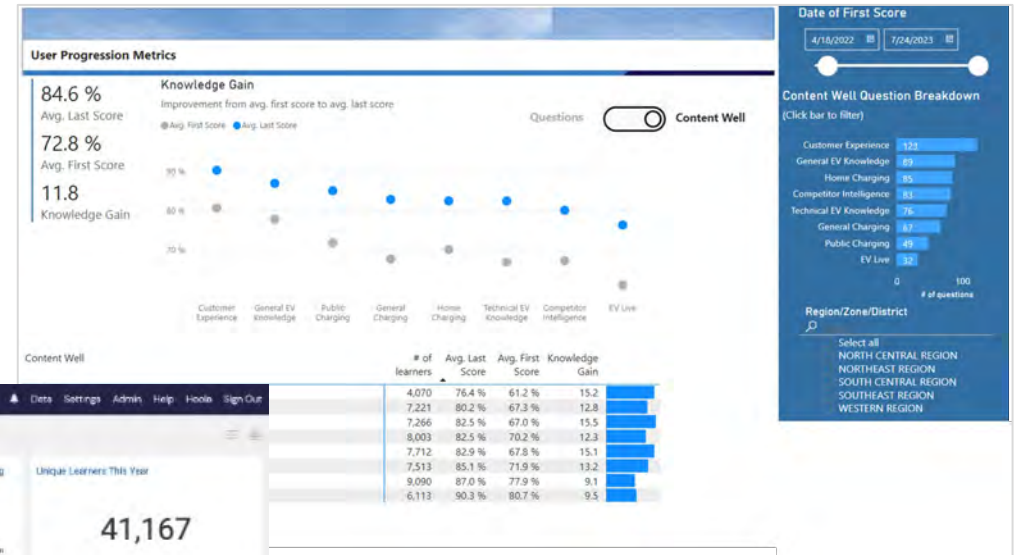 User Progression Metrics
84.6 %
Avg. Last Score
72.8 %
Avg. First Score
11.8
Knowledge Gain
Knowledge Gain
Improvement from avg. first score to avg. last score
Avg. First Score Avg. Last Score
Questions Content Well
90 %
80 %
70 %
Customer Experience
General EV Knowledge
Public Charging
General Charging
Home Charging
Technical EV Knowledge
Competitor Intelligence
EV Live
Content Well # of learners Avg. Last Score Avg. First Score Knowledge Gain
4,070 76.4 % 61.2 % 15.2
7,221 80.2 % 67.3 % 12.8
7,266 82.5 % 67.0 % 15.5
8,003 82.5 % 70.2 % 12.3
7,712 82.9 % 67.8 % 15.1
7,513 85.1 % 71.9 % 13.2
9,090 87.0 % 77.9 % 9.1
6,113 90.3 % 80.7 % 9.5
Date of First Score
4/18/2022 7/24/2023
Content Well Question Breakdown
(Click bar to filter)
Customer Experience
General EV Knowledge 89
Home Charging 85
Competitor Intelligence 83
Technical EV Knowledge 76
General Charging 67
Public Charging 49
EV Live 32
0 100
# of questions
Region/Zone/District
Select all
NORTH CENTRAL REGION
NORTHEAST REGION
SOUTH CENTRAL REGION
SOUTHEAST REGION
WESTERN REGION
Data Settings Admin Help Hoola Sign Out
Unique Learners This Year
41,167